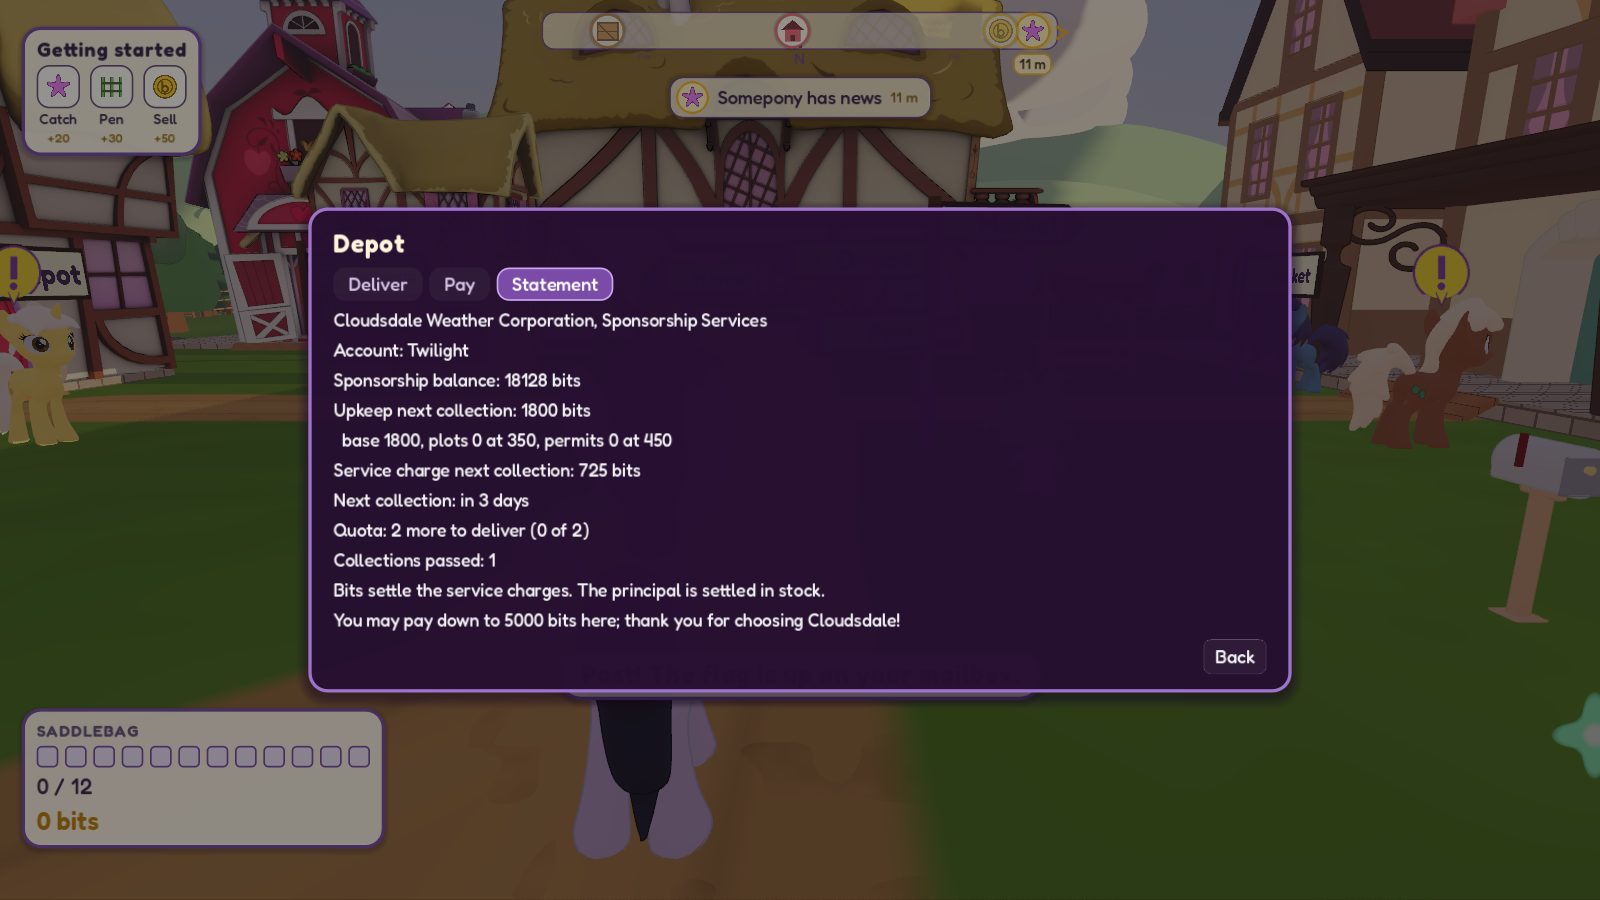 Getting started
Catch Pen Sell
+20 +30 +50
N
11 m
Somepony has news 11 m
pot
ket
!
!
Depot
Deliver Pay Statement
Cloudsdale Weather Corporation, Sponsorship Services
Account: Twilight
Sponsorship balance: 18128 bits
Upkeep next collection: 1800 bits
base 1800, plots 0 at 350, permits 0 at 450
Service charge next collection: 725 bits
Next collection: in 3 days
Quota: 2 more to deliver (0 of 2)
Collections passed: 1
Bits settle the service charges. The principal is settled in stock.
You may pay down to 5000 bits here; thank you for choosing Cloudsdale!
Back
SADDLEBAG
0 / 12
0 bits